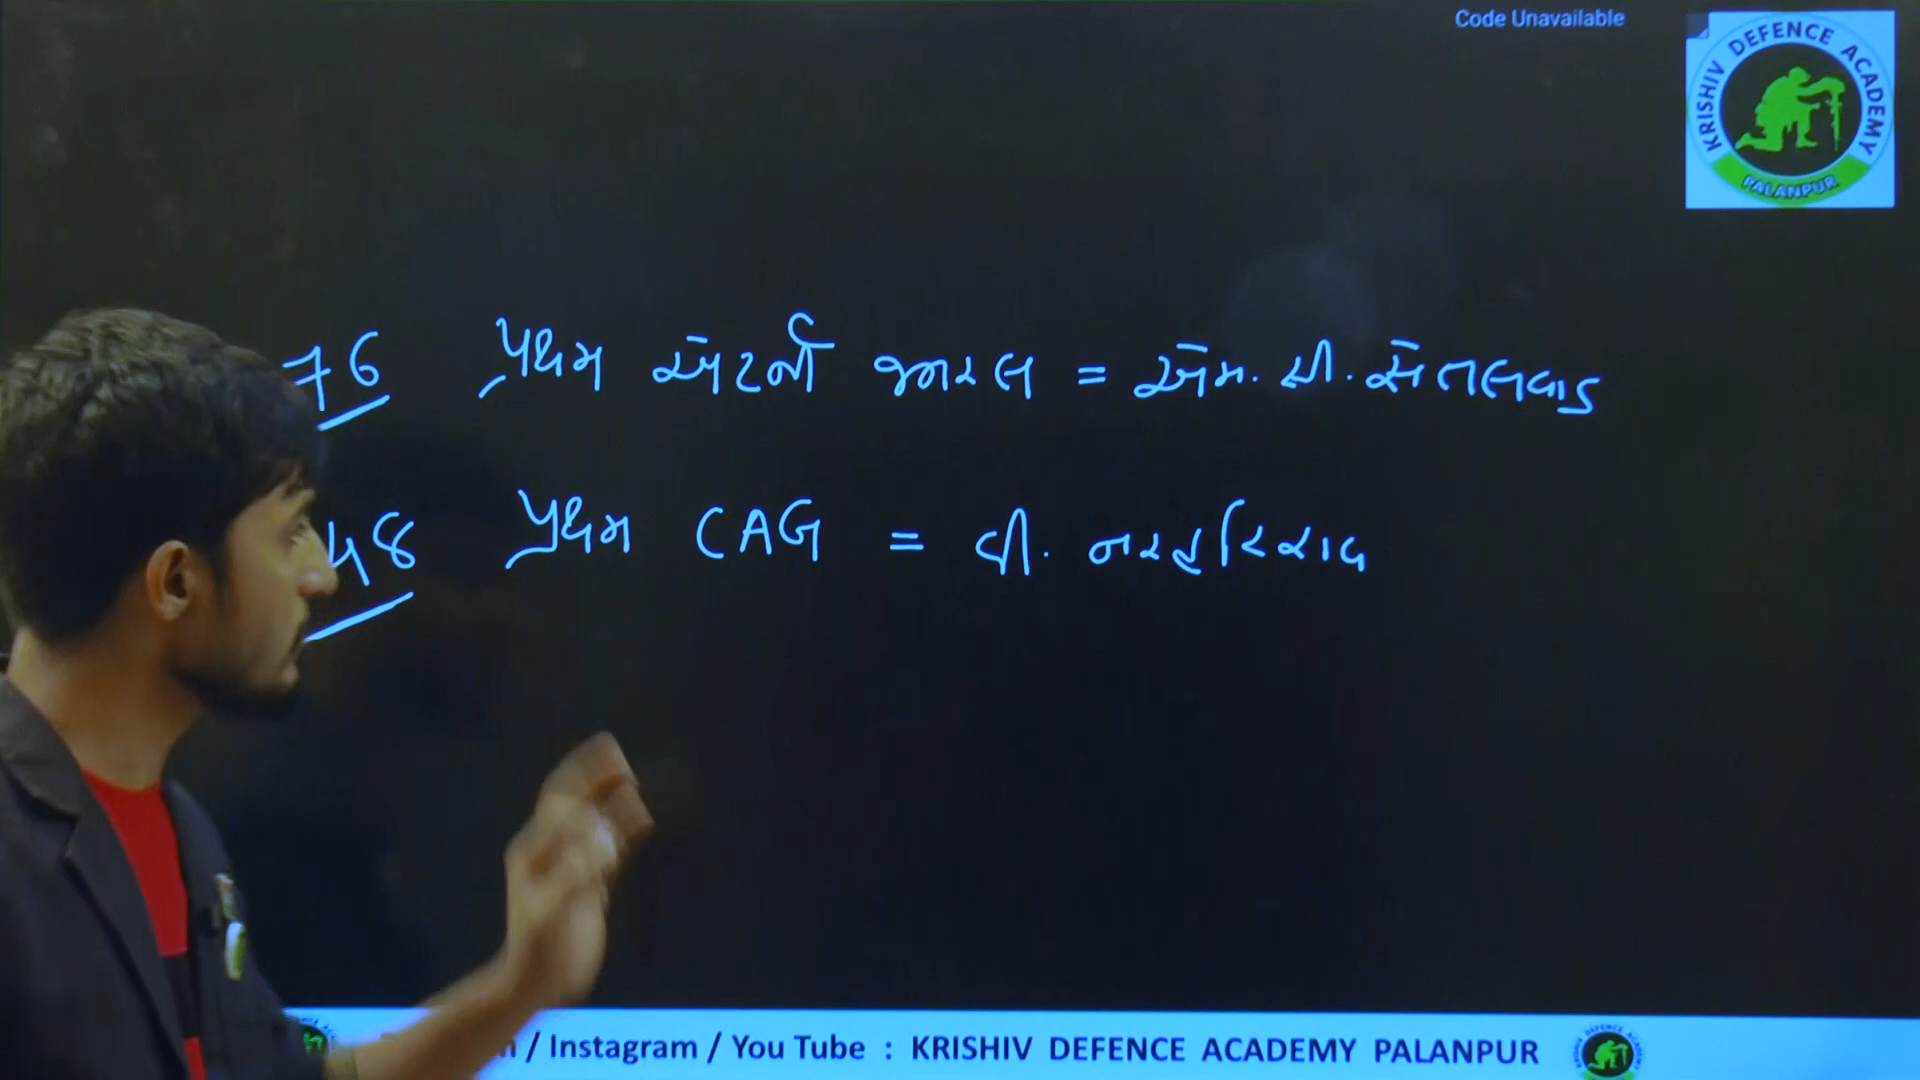 Code Unavailable
KRISHIV DEFENCE ACADEMY
PALANPUR
76 પ્રથમ એટર્ની જનરલ = એમ. સી. સેતલવાડ
148 પ્રથમ CAG = વી. નરહરિરાવ
/ Instagram / You Tube : KRISHIV DEFENCE ACADEMY PALANPUR